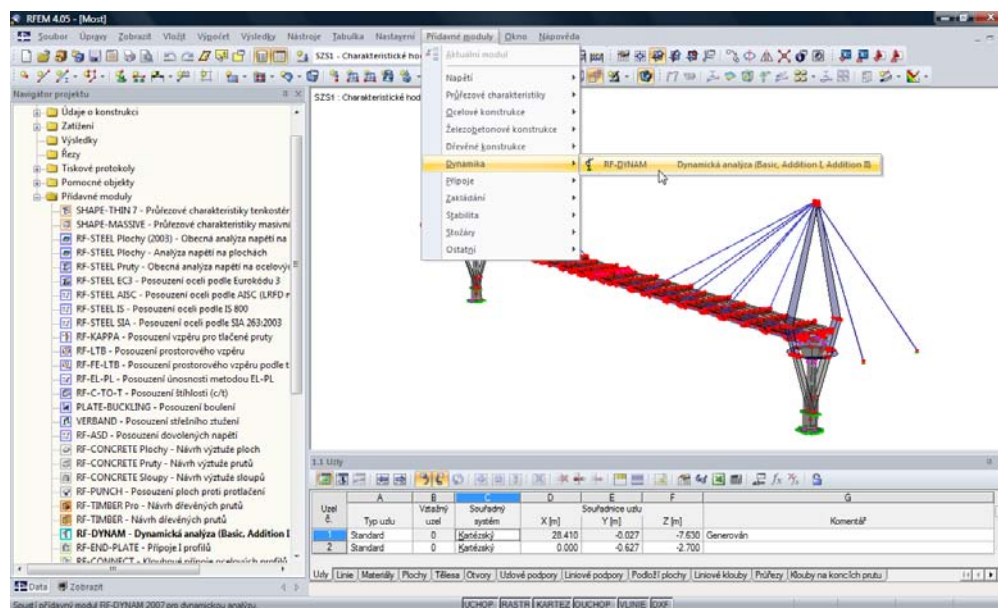 RFEM 4.05 - [Most]
Soubor Úpravy Zobrazit Vložit Výpočet Výsledky Nástroje Tabulka Nastavení Přídavné moduly Okno Nápověda
SZS1 - Charakteristické ho
Navigátor projektu
Údaje o konstrukci
Zatížení
Výsledky
Řezy
Tiskové protokoly
Pomocné objekty
Přídavné moduly
SHAPE-THIN 7 - Průřezové charakteristiky tenkostěr
SHAPE-MASSIVE - Průřezové charakteristiky masivní
RF-STEEL Plochy (2003) - Obecná analýza napětí na
RF-STEEL Plochy - Analýza napětí na plochách
RF-STEEL Pruty - Obecná analýza napětí na ocelový
RF-STEEL EC3 - Posouzení oceli podle Eurokódu 3
RF-STEEL AISC - Posouzení oceli podle AISC (LRFD
RF-STEEL IS - Posouzení oceli podle IS 800
RF-STEEL SIA - Posouzení oceli podle SIA 263:2003
RF-KAPPA - Posouzení vzpěru pro tlačené pruty
RF-LTB - Posouzení prostorového vzpěru
RF-FE-LTB - Posouzení prostorového vzpěru podle t
RF-EL-PL - Posouzení únosnosti metodou EL-PL
RF-C-TO-T - Posouzení štíhlosti (c/t)
PLATE-BUCKLING - Posouzení boulení
VERBAND - Posouzení střešního ztužení
RF-ASD - Posouzení dovolených napětí
RF-CONCRETE Plochy - Návrh výztuže ploch
RF-CONCRETE Pruty - Návrh výztuže prutů
RF-CONCRETE Sloupy - Návrh výztuže sloupů
RF-PUNCH - Posouzení ploch proti protlačení
RF-TIMBER Pro - Návrh dřevěných prutů
RF-TIMBER - Návrh dřevěných prutů
RF-DYNAM - Dynamická analýza (Basic, Addition I
RF-END-PLATE - Přípoje I profilů
RF-CONNECT - Kloubové přípoje ocelových profilů
Data Zobrazit
SZS1 : Charakteristické hod
Aktuální modul
Napětí
Průřezové charakteristiky
Ocelové konstrukce
Železobetonové konstrukce
Dřevěné konstrukce
Dynamika
RF-DYNAM Dynamická analýza (Basic, Addition I, Addition II)
Přípoje
Zakládání
Stabilita
Stožáry
Ostatní
1.1 Uzly
A B C D E F G
Uzel Vztažný Souřadný Souřadnice uzlu
č. Typ uzlu uzel systém X [m] Y [m] Z [m] Komentář
1 Standard 0 Kartézský 28.410 -0.027 -7.630 Generován
2 Standard 0 Kartézský 0.000 -0.627 -2.700
Uzly Linie Materiály Plochy Tělesa Otvory Uzlové podpory Liniové podpory Podloží plochy Liniové klouby Průřezy Klouby na koncích prutu
Spustí přídavný modul RF-DYNAM 2007 pro dynamickou analýzu.
UCHOP RASTR KARTEZ OUCHOP VLINIE DXF